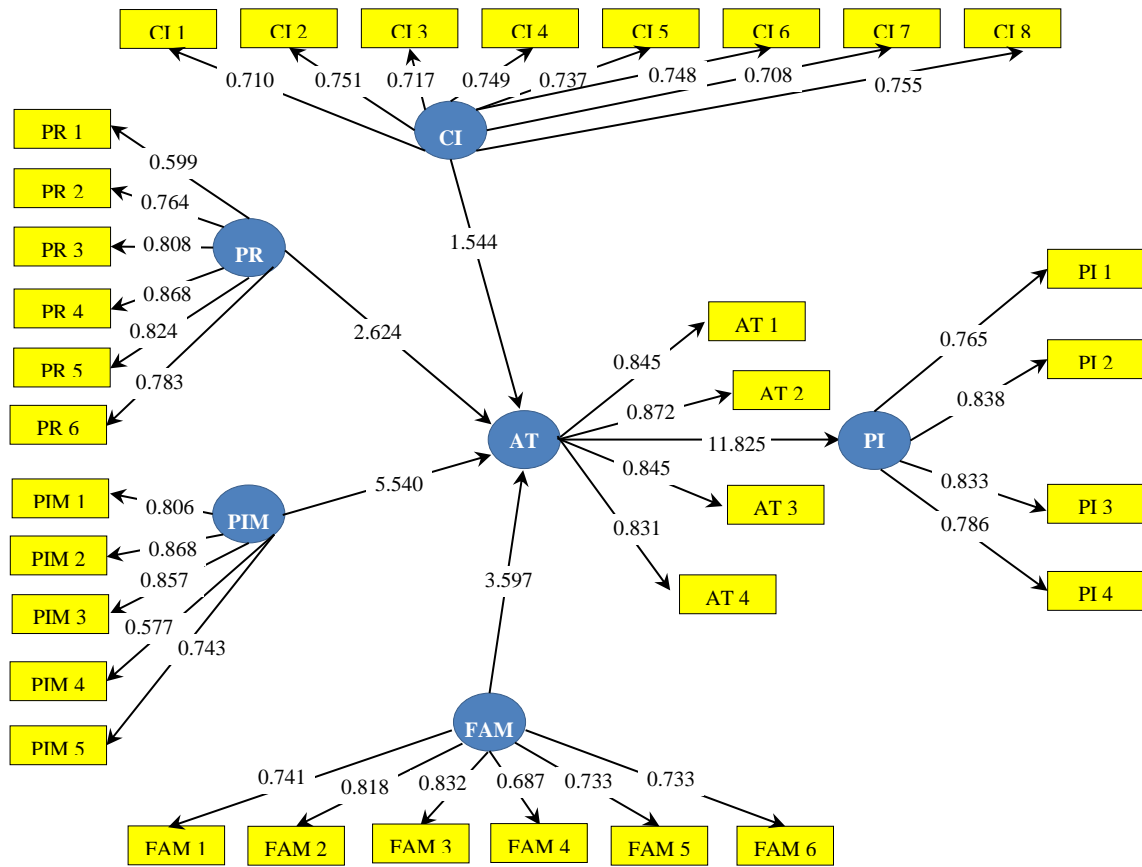 CI 1 CI 2 CI 3 CI 4 CI 5 CI 6 CI 7 CI 8
0.710 0.751 0.717 0.749 0.737 0.748 0.708 0.755
CI
PR 1
0.599
PR 2
0.764
PR 3
0.808
PR
PR 4
0.868
PR 5
0.824
0.783
PR 6
1.544
2.624
PI 1
0.765
PI 2
0.838
AT 1
0.845
AT 2
0.872
AT
11.825
PI
0.845
AT 3
0.831
AT 4
0.833
PI 3
0.786
PI 4
5.540
PIM 1
0.806
PIM
PIM 2
0.868
0.857
PIM 3
0.577
0.743
PIM 4
PIM 5
3.597
FAM
0.741 0.818 0.832 0.687 0.733 0.733
FAM 1 FAM 2 FAM 3 FAM 4 FAM 5 FAM 6